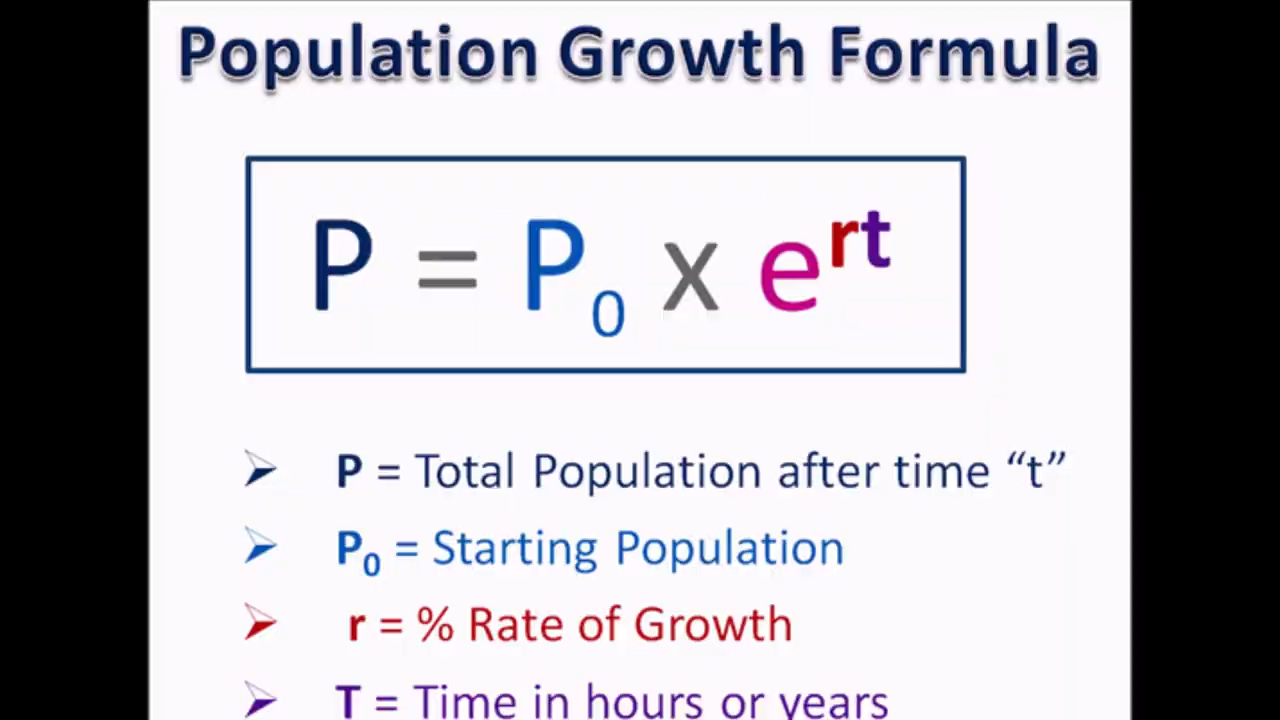 Population Growth Formula
P = P₀ x eʳᵗ
➢ P = Total Population after time “t”
➢ P₀ = Starting Population
➢ r = % Rate of Growth
➢ T = Time in hours or years